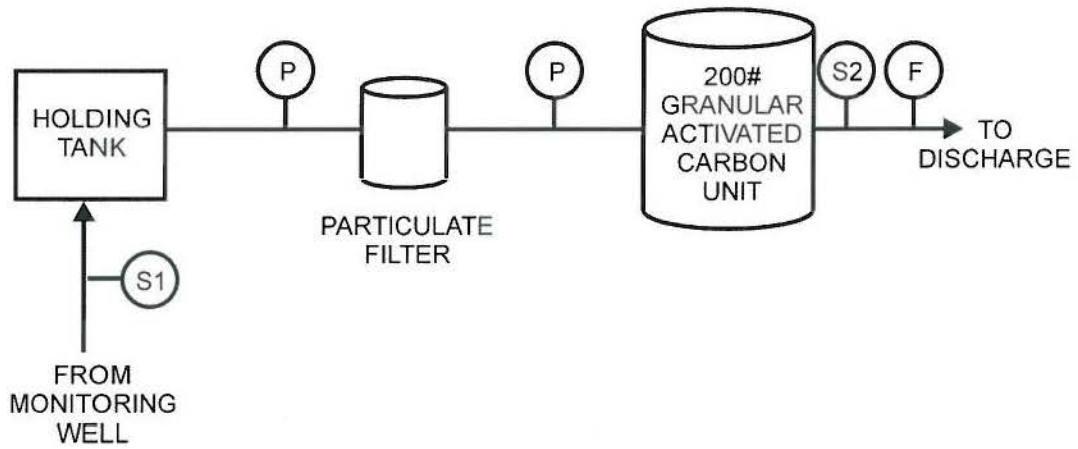 HOLDING
TANK
P
PARTICULATE
FILTER
P
200#
GRANULAR
ACTIVATED
CARBON
UNIT
S2
F
TO
DISCHARGE
S1
FROM
MONITORING
WELL